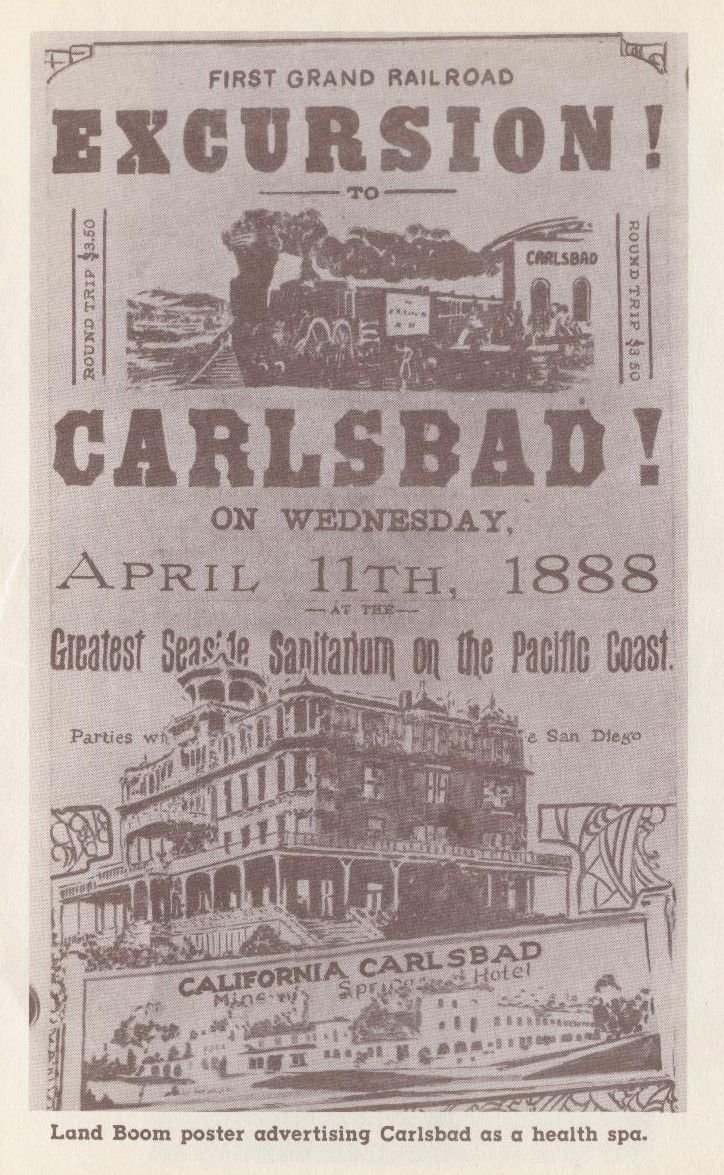 FIRST GRAND RAILROAD
EXCURSION!
TO
ROUND TRIP $3.50
CARLSBAD
ROUND TRIP $3 50
CARLSBAD!
ON WEDNESDAY,
APRIL 11TH, 1888
—AT THE—
Greatest Seaside Sanitarium on the Pacific Coast.
Parties San Diego
CALIFORNIA CARLSBAD
Hotel
Land Boom poster advertising Carlsbad as a health spa.